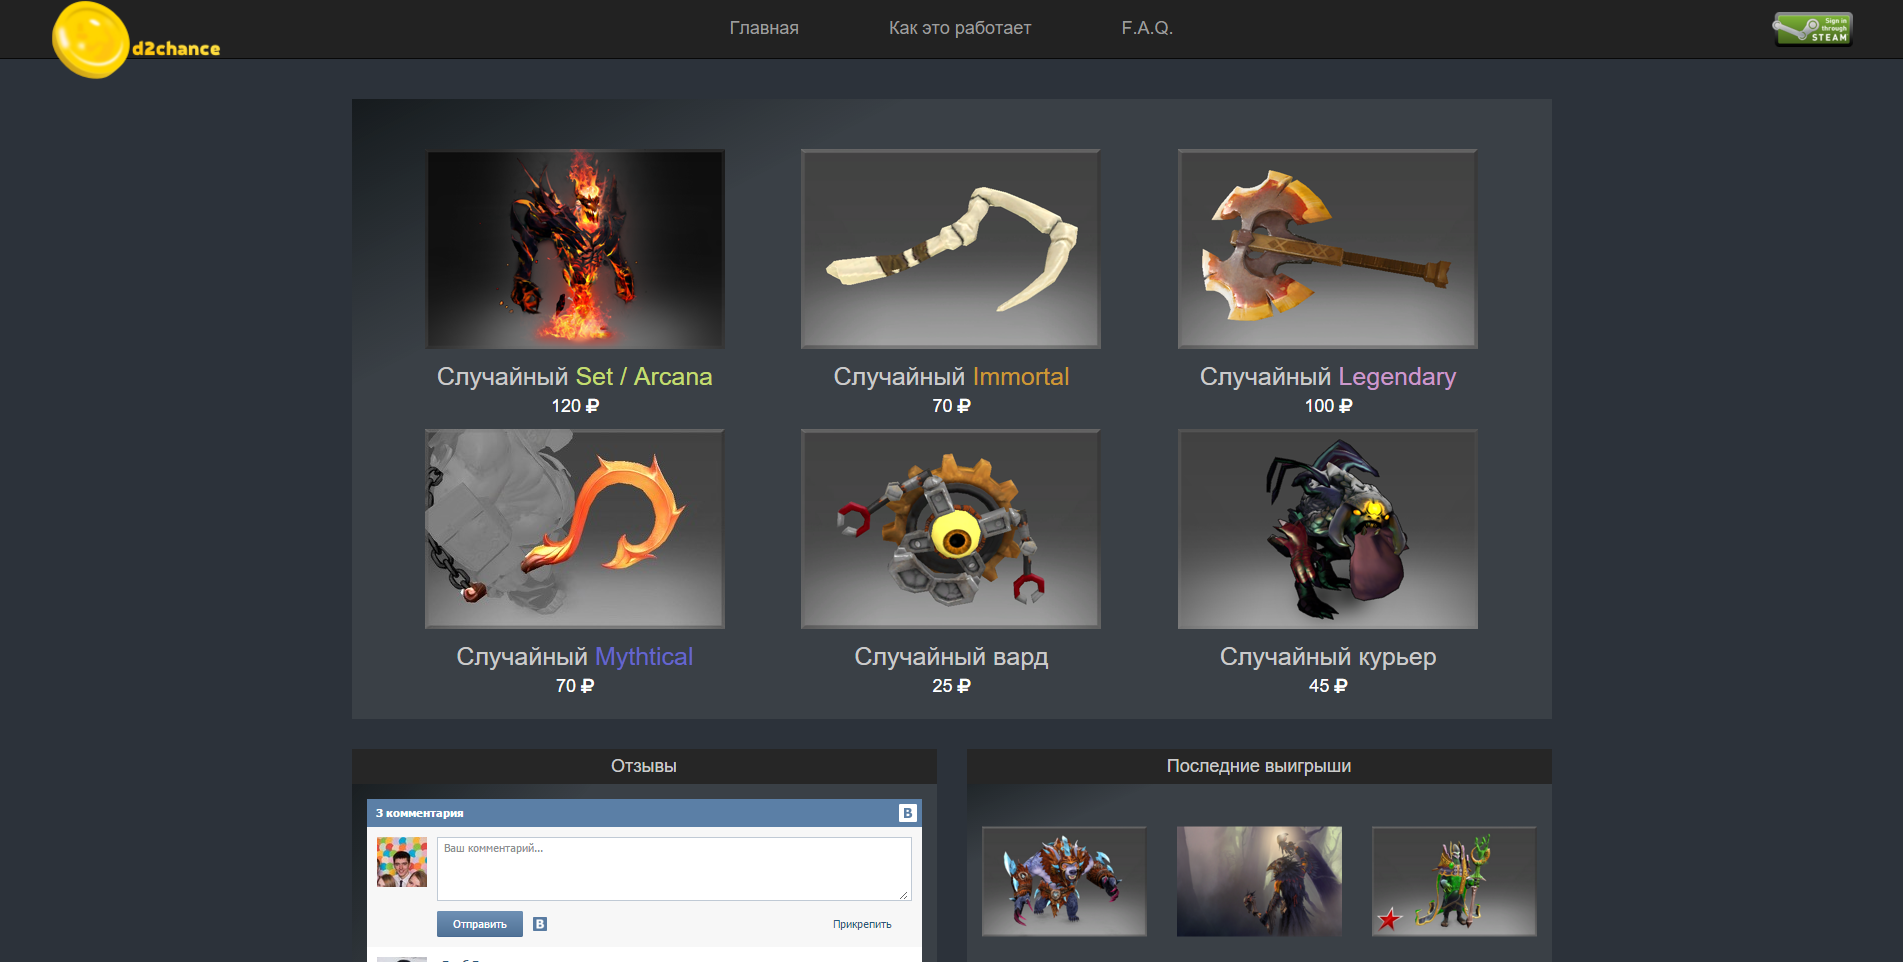 d2chance
Главная
Как это работает
F.A.Q.
Sign in
through
STEAM
Случайный Set / Arcana
120 ₽
Случайный Immortal
70 ₽
Случайный Legendary
100 ₽
Случайный Mythtical
70 ₽
Случайный вард
25 ₽
Случайный курьер
45 ₽
Отзывы
3 комментария
B
Ваш комментарий...
Отправить
B
Прикрепить
Последние выигрыши